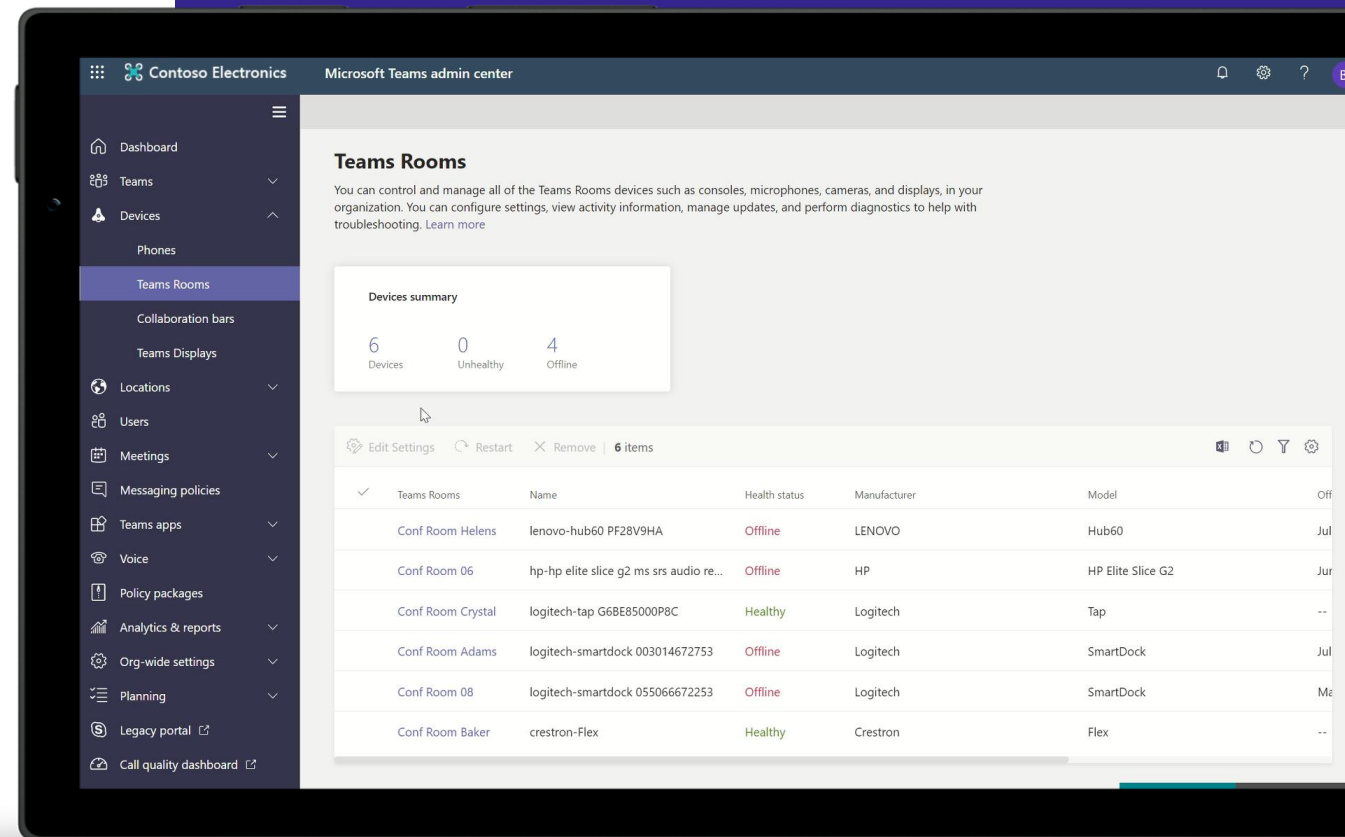 Contoso Electronics
Microsoft Teams admin center
?
Dashboard
Teams
Devices
Phones
Teams Rooms
Collaboration bars
Teams Displays
Locations
Users
Meetings
Messaging policies
Teams apps
Voice
Policy packages
Analytics & reports
Org-wide settings
Planning
Legacy portal
Call quality dashboard
Teams Rooms
You can control and manage all of the Teams Rooms devices such as consoles, microphones, cameras, and displays, in your
organization. You can configure settings, view activity information, manage updates, and perform diagnostics to help with
troubleshooting. Learn more
Devices summary
6 0 4
Devices Unhealthy Offline
Edit Settings Restart Remove | 6 items
Teams Rooms Name Health status Manufacturer Model Off
Conf Room Helens lenovo-hub60 PF28V9HA Offline LENOVO Hub60 Jul
Conf Room 06 hp-hp elite slice g2 ms srs audio re... Offline HP HP Elite Slice G2 Jun
Conf Room Crystal logitech-tap G6BE85000P8C Healthy Logitech Tap --
Conf Room Adams logitech-smartdock 003014672753 Offline Logitech SmartDock Jul
Conf Room 08 logitech-smartdock 055066672253 Offline Logitech SmartDock Ma
Conf Room Baker crestron-Flex Healthy Crestron Flex --